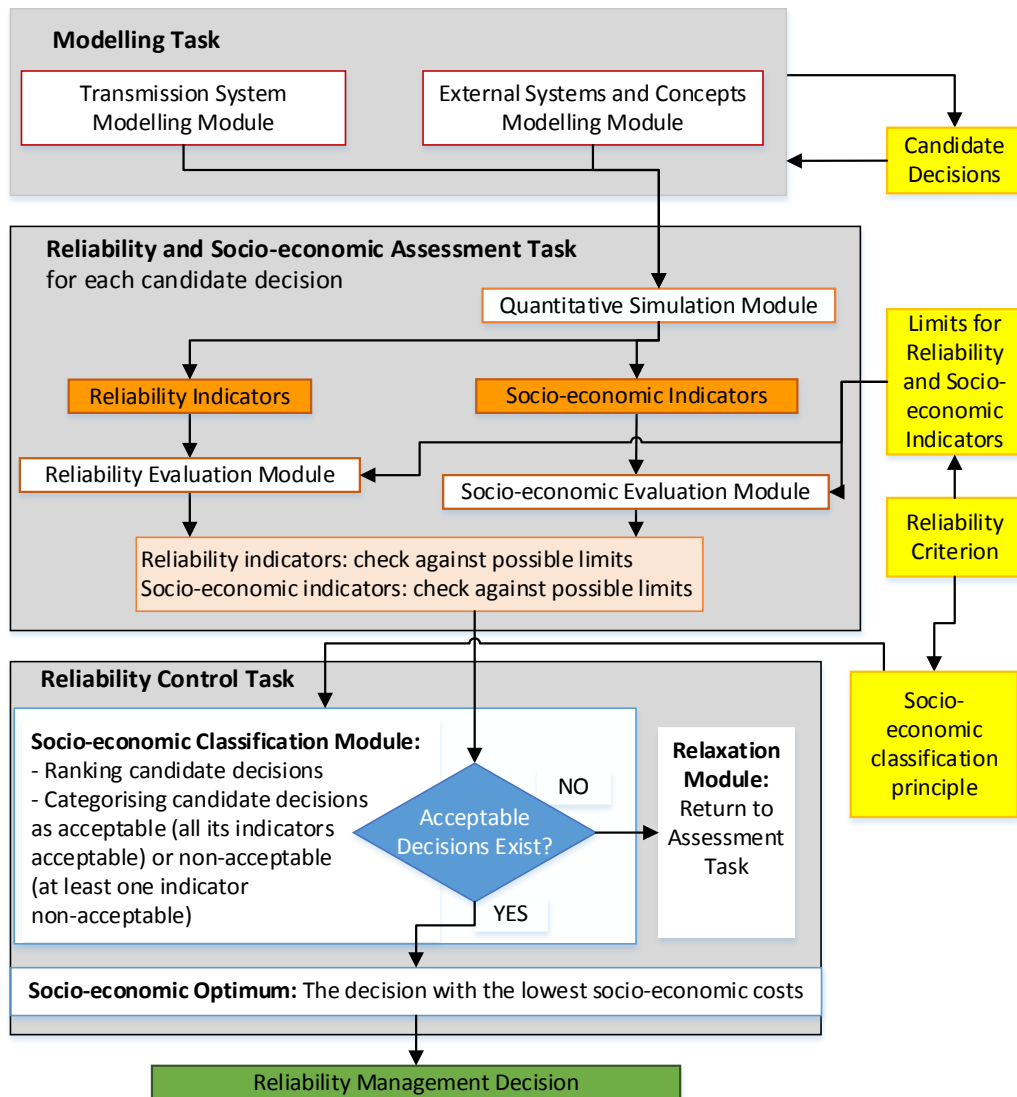 Modelling Task
Transmission System
Modelling Module
External Systems and Concepts
Modelling Module
Candidate
Decisions
Reliability and Socio-economic Assessment Task
for each candidate decision
Quantitative Simulation Module
Reliability Indicators
Socio-economic Indicators
Limits for
Reliability
and Socio-
economic
Indicators
Reliability Evaluation Module
Socio-economic Evaluation Module
Reliability
Criterion
Reliability indicators: check against possible limits
Socio-economic indicators: check against possible limits
Reliability Control Task
Socio-
economic
classification
principle
Socio-economic Classification Module:
- Ranking candidate decisions
- Categorising candidate decisions
as acceptable (all its indicators
acceptable) or non-acceptable
(at least one indicator
non-acceptable)
Acceptable
Decisions Exist?
NO
YES
Relaxation
Module:
Return to
Assessment
Task
Socio-economic Optimum: The decision with the lowest socio-economic costs
Reliability Management Decision